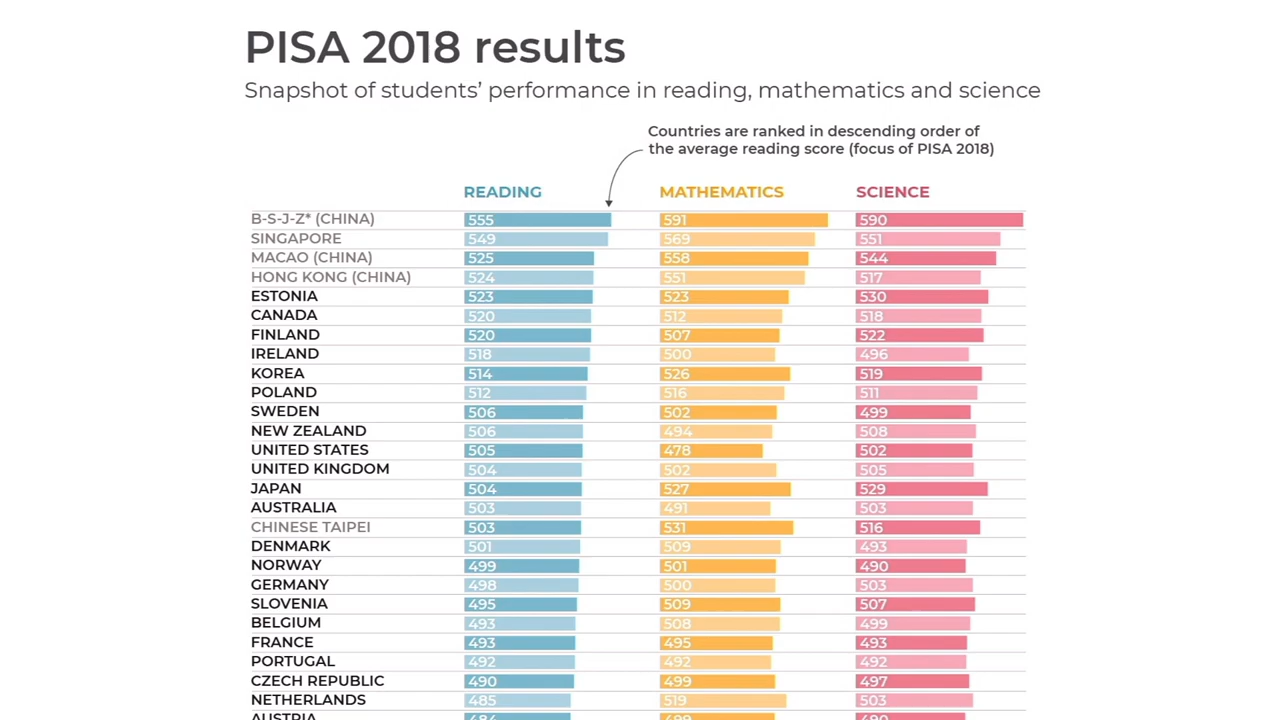 PISA 2018 results
Snapshot of students’ performance in reading, mathematics and science
Countries are ranked in descending order of
the average reading score (focus of PISA 2018)
READING MATHEMATICS SCIENCE
B-S-J-Z* (CHINA) 555 591 590
SINGAPORE 549 569 551
MACAO (CHINA) 525 558 544
HONG KONG (CHINA) 524 551 517
ESTONIA 523 523 530
CANADA 520 512 518
FINLAND 520 507 522
IRELAND 518 500 496
KOREA 514 526 519
POLAND 512 516 511
SWEDEN 506 502 499
NEW ZEALAND 506 494 508
UNITED STATES 505 478 502
UNITED KINGDOM 504 502 505
JAPAN 504 527 529
AUSTRALIA 503 491 503
CHINESE TAIPEI 503 531 516
DENMARK 501 509 493
NORWAY 499 501 490
GERMANY 498 500 503
SLOVENIA 495 509 507
BELGIUM 493 508 499
FRANCE 493 495 493
PORTUGAL 492 492 492
CZECH REPUBLIC 490 499 497
NETHERLANDS 485 519 503
AUSTRIA 484 499 490